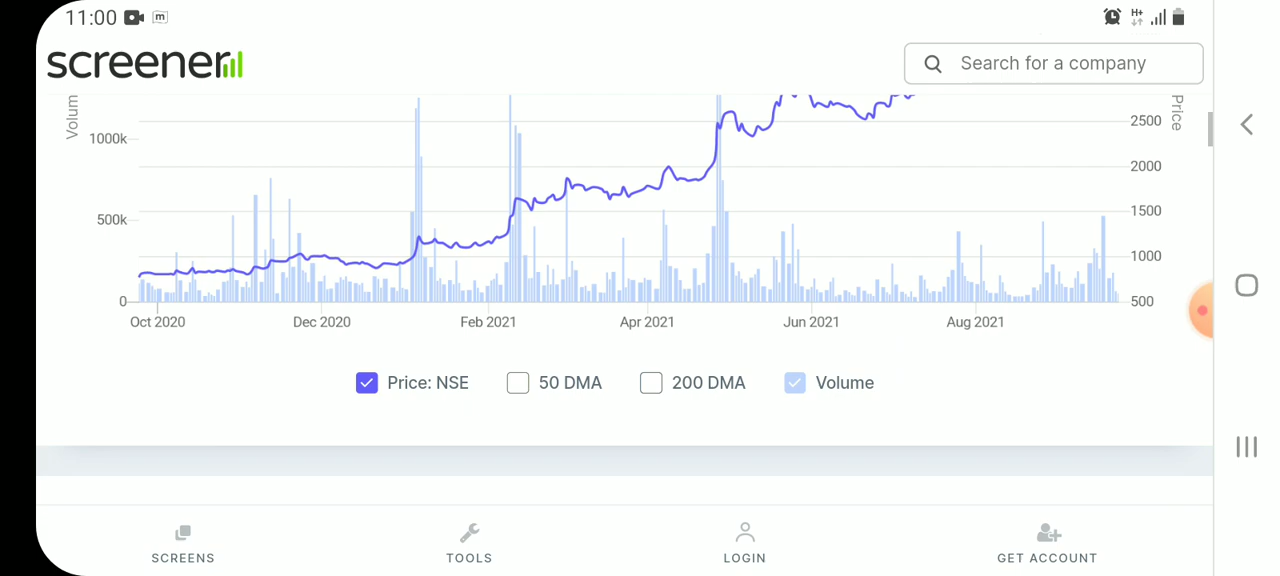 11:00 m H+
screener
Search for a company
Volum
Price
1000k
500k
0
2500
2000
1500
1000
500
Oct 2020 Dec 2020 Feb 2021 Apr 2021 Jun 2021 Aug 2021
Price: NSE 50 DMA 200 DMA Volume
SCREENS TOOLS LOGIN GET ACCOUNT